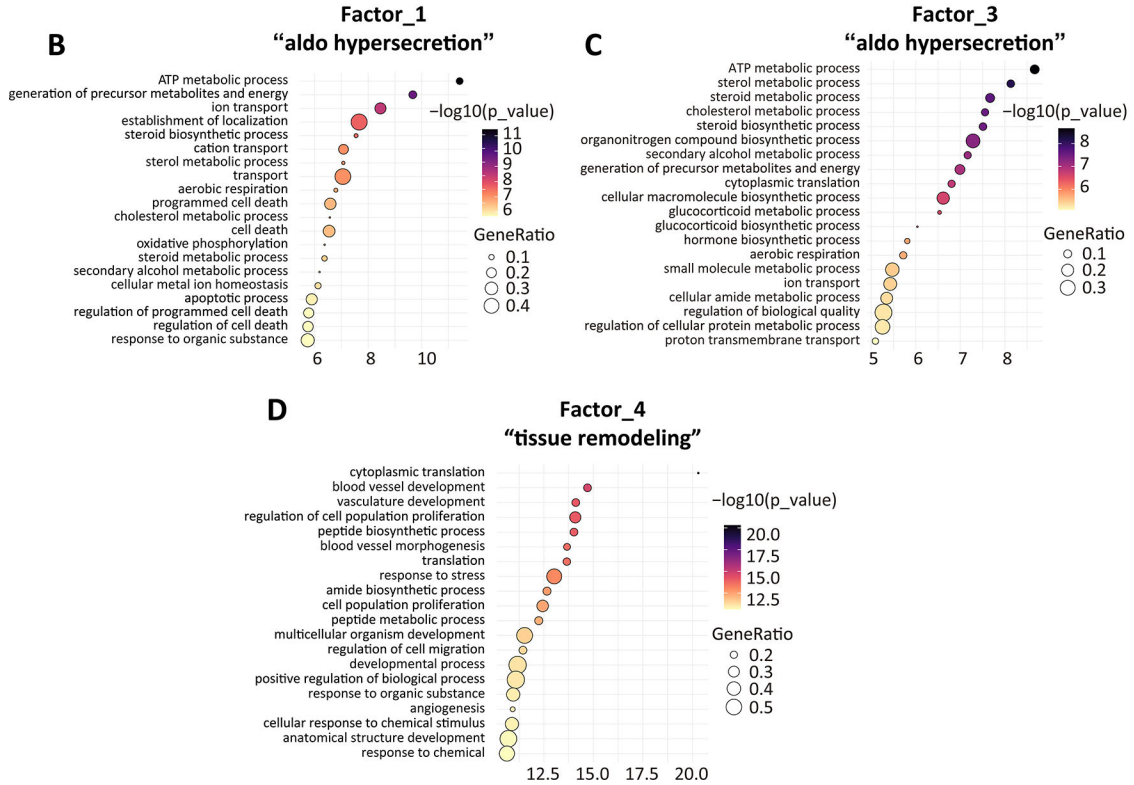 B
Factor_1
“aldo hypersecretion”
ATP metabolic process
generation of precursor metabolites and energy
ion transport
establishment of localization
steroid biosynthetic process
cation transport
sterol metabolic process
transport
aerobic respiration
programmed cell death
cholesterol metabolic process
cell death
oxidative phosphorylation
steroid metabolic process
secondary alcohol metabolic process
cellular metal ion homeostasis
apoptotic process
regulation of programmed cell death
regulation of cell death
response to organic substance
6 8 10
−log10(p_value)
11
10
9
8
7
6
GeneRatio
0.1
0.2
0.3
0.4
C
Factor_3
“aldo hypersecretion”
ATP metabolic process
sterol metabolic process
steroid metabolic process
cholesterol metabolic process
steroid biosynthetic process
organonitrogen compound biosynthetic process
secondary alcohol metabolic process
generation of precursor metabolites and energy
cytoplasmic translation
cellular macromolecule biosynthetic process
glucocorticoid metabolic process
glucocorticoid biosynthetic process
hormone biosynthetic process
aerobic respiration
small molecule metabolic process
ion transport
cellular amide metabolic process
regulation of biological quality
regulation of cellular protein metabolic process
proton transmembrane transport
5 6 7 8
−log10(p_value)
8
7
6
GeneRatio
0.1
0.2
0.3
D
Factor_4
“tissue remodeling”
cytoplasmic translation
blood vessel development
vasculature development
regulation of cell population proliferation
peptide biosynthetic process
blood vessel morphogenesis
translation
response to stress
amide biosynthetic process
cell population proliferation
peptide metabolic process
multicellular organism development
regulation of cell migration
developmental process
positive regulation of biological process
response to organic substance
angiogenesis
cellular response to chemical stimulus
anatomical structure development
response to chemical
12.5 15.0 17.5 20.0
−log10(p_value)
20.0
17.5
15.0
12.5
GeneRatio
0.2
0.3
0.4
0.5